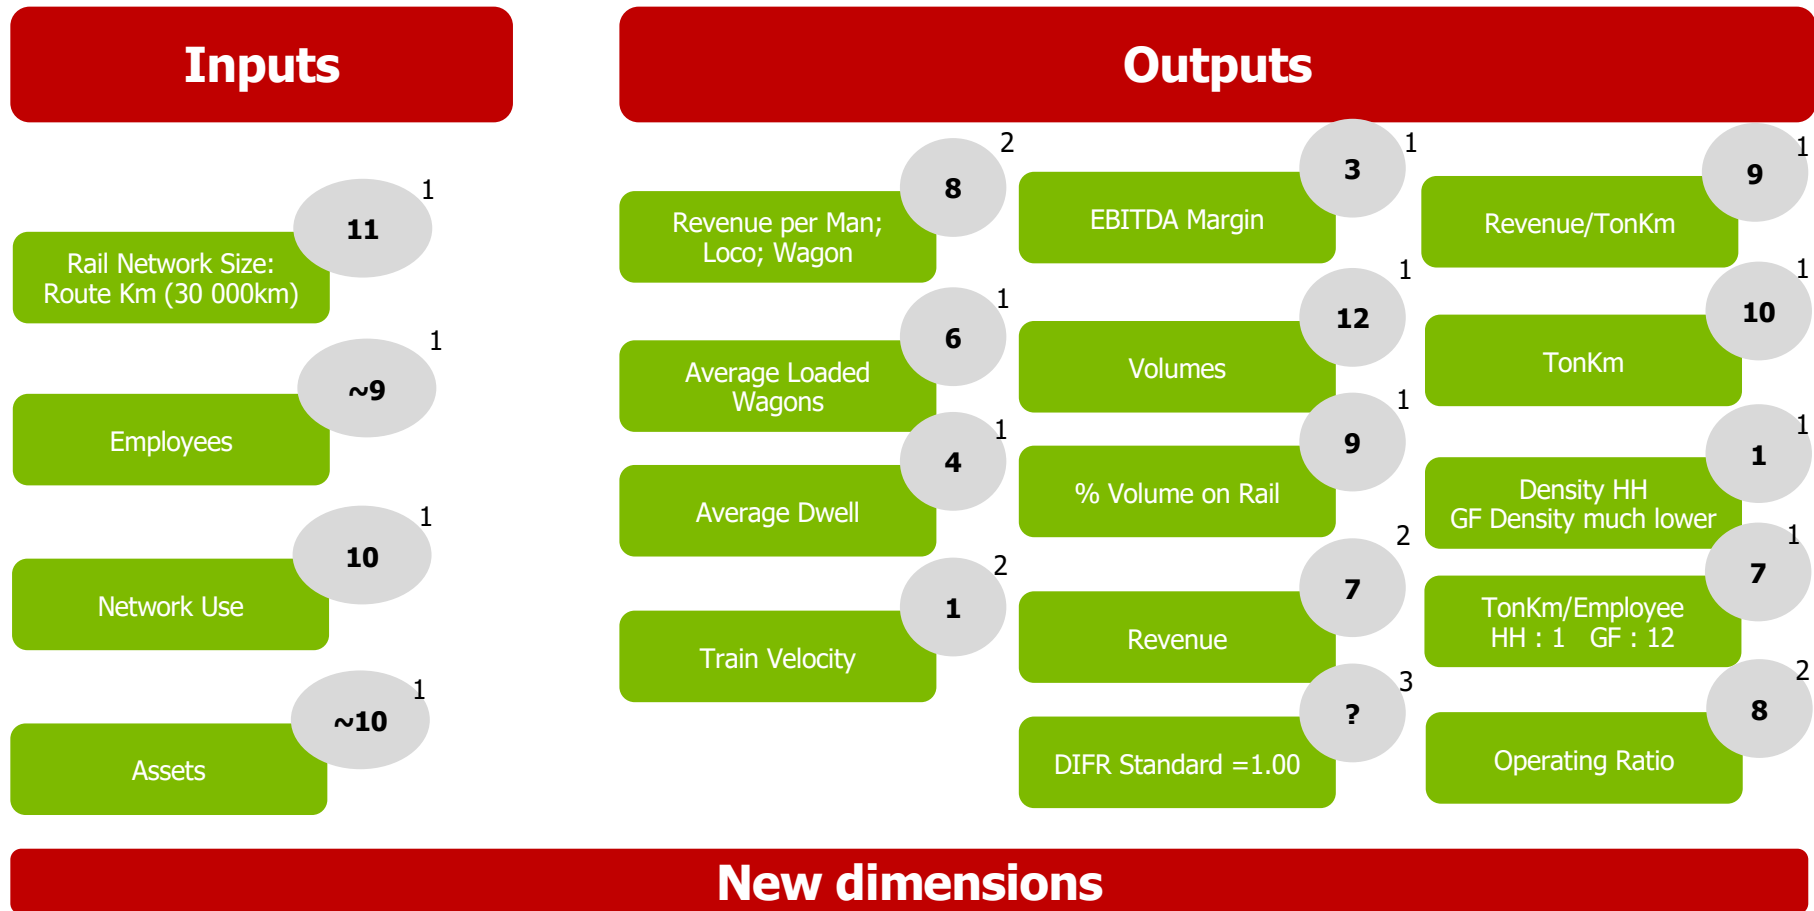 Inputs
Outputs
11
1
Rail Network Size:
Route Km (30 000km)
~9
1
Employees
10
1
Network Use
~10
1
Assets
8
2
Revenue per Man;
Loco; Wagon
6
1
Average Loaded
Wagons
4
1
Average Dwell
1
2
Train Velocity
3
1
EBITDA Margin
12
1
Volumes
9
1
% Volume on Rail
7
2
Revenue
?
3
DIFR Standard =1.00
9
1
Revenue/TonKm
10
1
TonKm
1
1
Density HH
GF Density much lower
7
1
TonKm/Employee
HH : 1 GF : 12
8
2
Operating Ratio
New dimensions